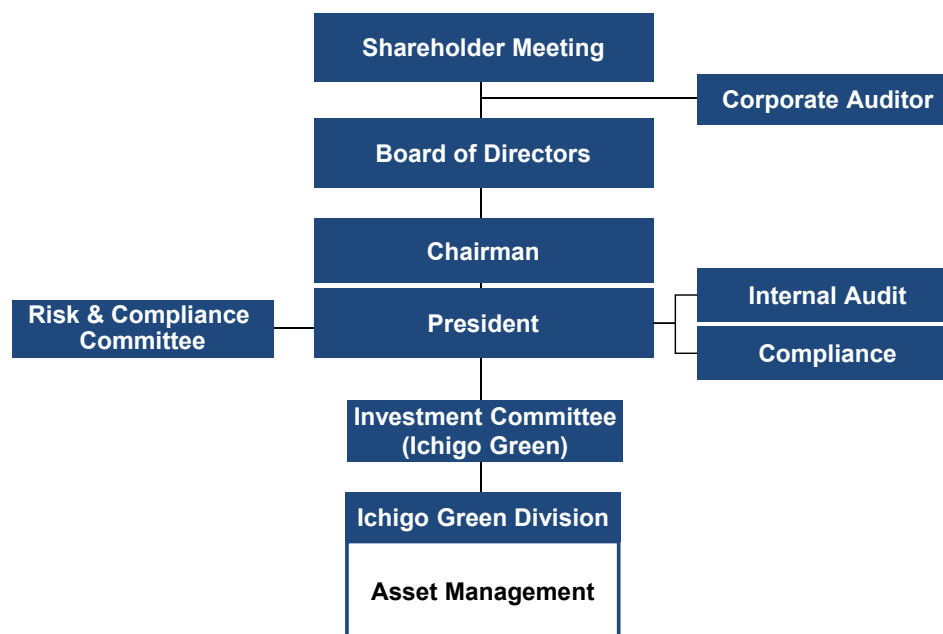 Shareholder Meeting
Corporate Auditor
Board of Directors
Chairman
Internal Audit
Risk & Compliance
Committee
President
Compliance
Investment Committee
(Ichigo Green)
Ichigo Green Division
Asset Management